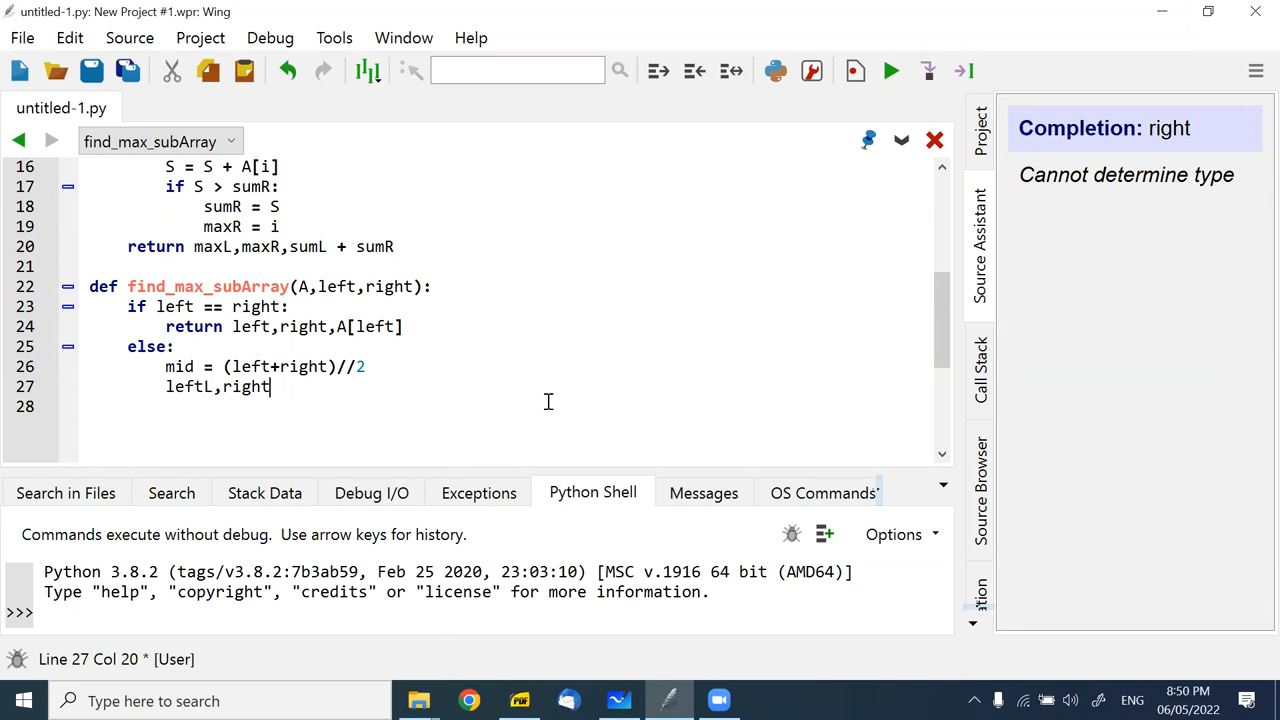 untitled-1.py: New Project #1.wpr: Wing
File Edit Source Project Debug Tools Window Help
untitled-1.py
find_max_subArray
16 S = S + A[i]
17 if S > sumR:
18 sumR = S
19 maxR = i
20 return maxL,maxR,sumL + sumR
21
22 def find_max_subArray(A,left,right):
23 if left == right:
24 return left,right,A[left]
25 else:
26 mid = (left+right)//2
27 leftL,right
28
Project
Source Assistant
Call Stack
Source Browser
Completion: right
Cannot determine type
Search in Files Search Stack Data Debug I/O Exceptions Python Shell Messages OS Commands
Commands execute without debug. Use arrow keys for history.
Options
Python 3.8.2 (tags/v3.8.2:7b3ab59, Feb 25 2020, 23:03:10) [MSC v.1916 64 bit (AMD64)]
Type "help", "copyright", "credits" or "license" for more information.
>>>
Line 27 Col 20 * [User]
Type here to search
PDF
ENG
8:50 PM
06/05/2022